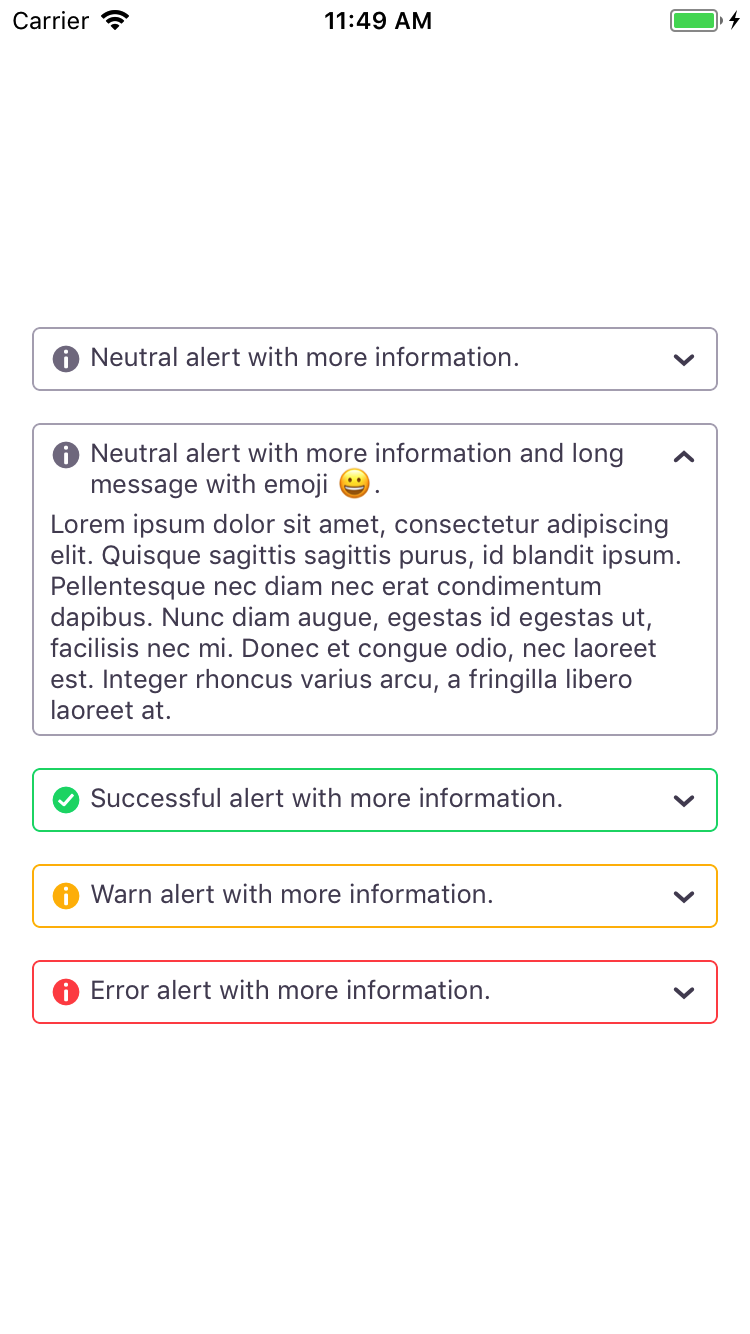 Carrier 11:49 AM
Neutral alert with more information.
Neutral alert with more information and long
message with emoji 😀.
Lorem ipsum dolor sit amet, consectetur adipiscing
elit. Quisque sagittis sagittis purus, id blandit ipsum.
Pellentesque nec diam nec erat condimentum
dapibus. Nunc diam augue, egestas id egestas ut,
facilisis nec mi. Donec et congue odio, nec laoreet
est. Integer rhoncus varius arcu, a fringilla libero
laoreet at.
Successful alert with more information.
Warn alert with more information.
Error alert with more information.